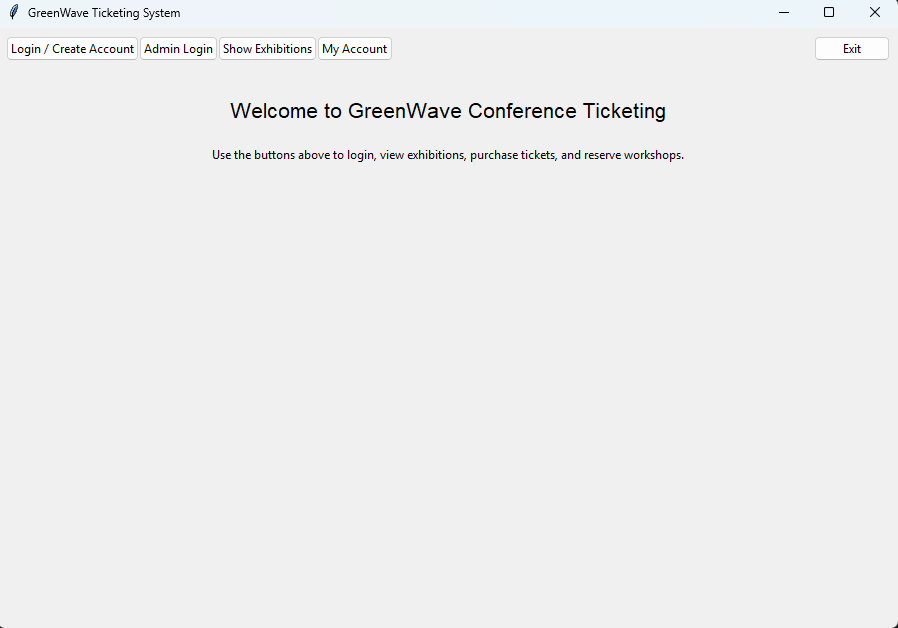 GreenWave Ticketing System
Login / Create Account Admin Login Show Exhibitions My Account Exit
Welcome to GreenWave Conference Ticketing
Use the buttons above to login, view exhibitions, purchase tickets, and reserve workshops.